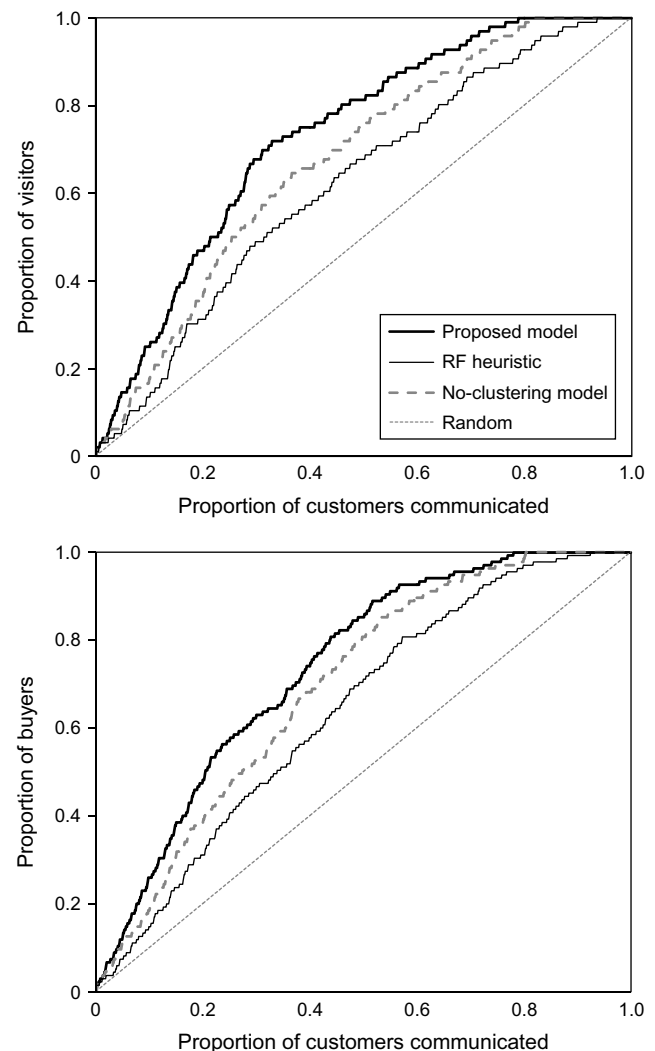 1.0
0.8
0.6
0.4
0.2
0
Proportion of visitors
Proposed model
RF heuristic
No-clustering model
Random
0 0.2 0.4 0.6 0.8 1.0
Proportion of customers communicated
1.0
0.8
0.6
0.4
0.2
0
Proportion of buyers
0 0.2 0.4 0.6 0.8 1.0
Proportion of customers communicated